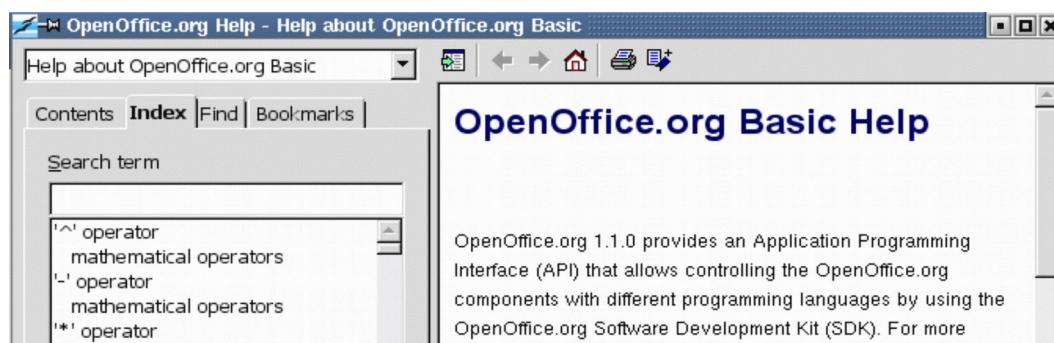 OpenOffice.org Help - Help about OpenOffice.org Basic
Help about OpenOffice.org Basic
Contents Index Find Bookmarks
Search term
'^' operator
mathematical operators
'-' operator
mathematical operators
'*' operator
OpenOffice.org Basic Help
OpenOffice.org 1.1.0 provides an Application Programming
Interface (API) that allows controlling the OpenOffice.org
components with different programming languages by using the
OpenOffice.org Software Development Kit (SDK). For more